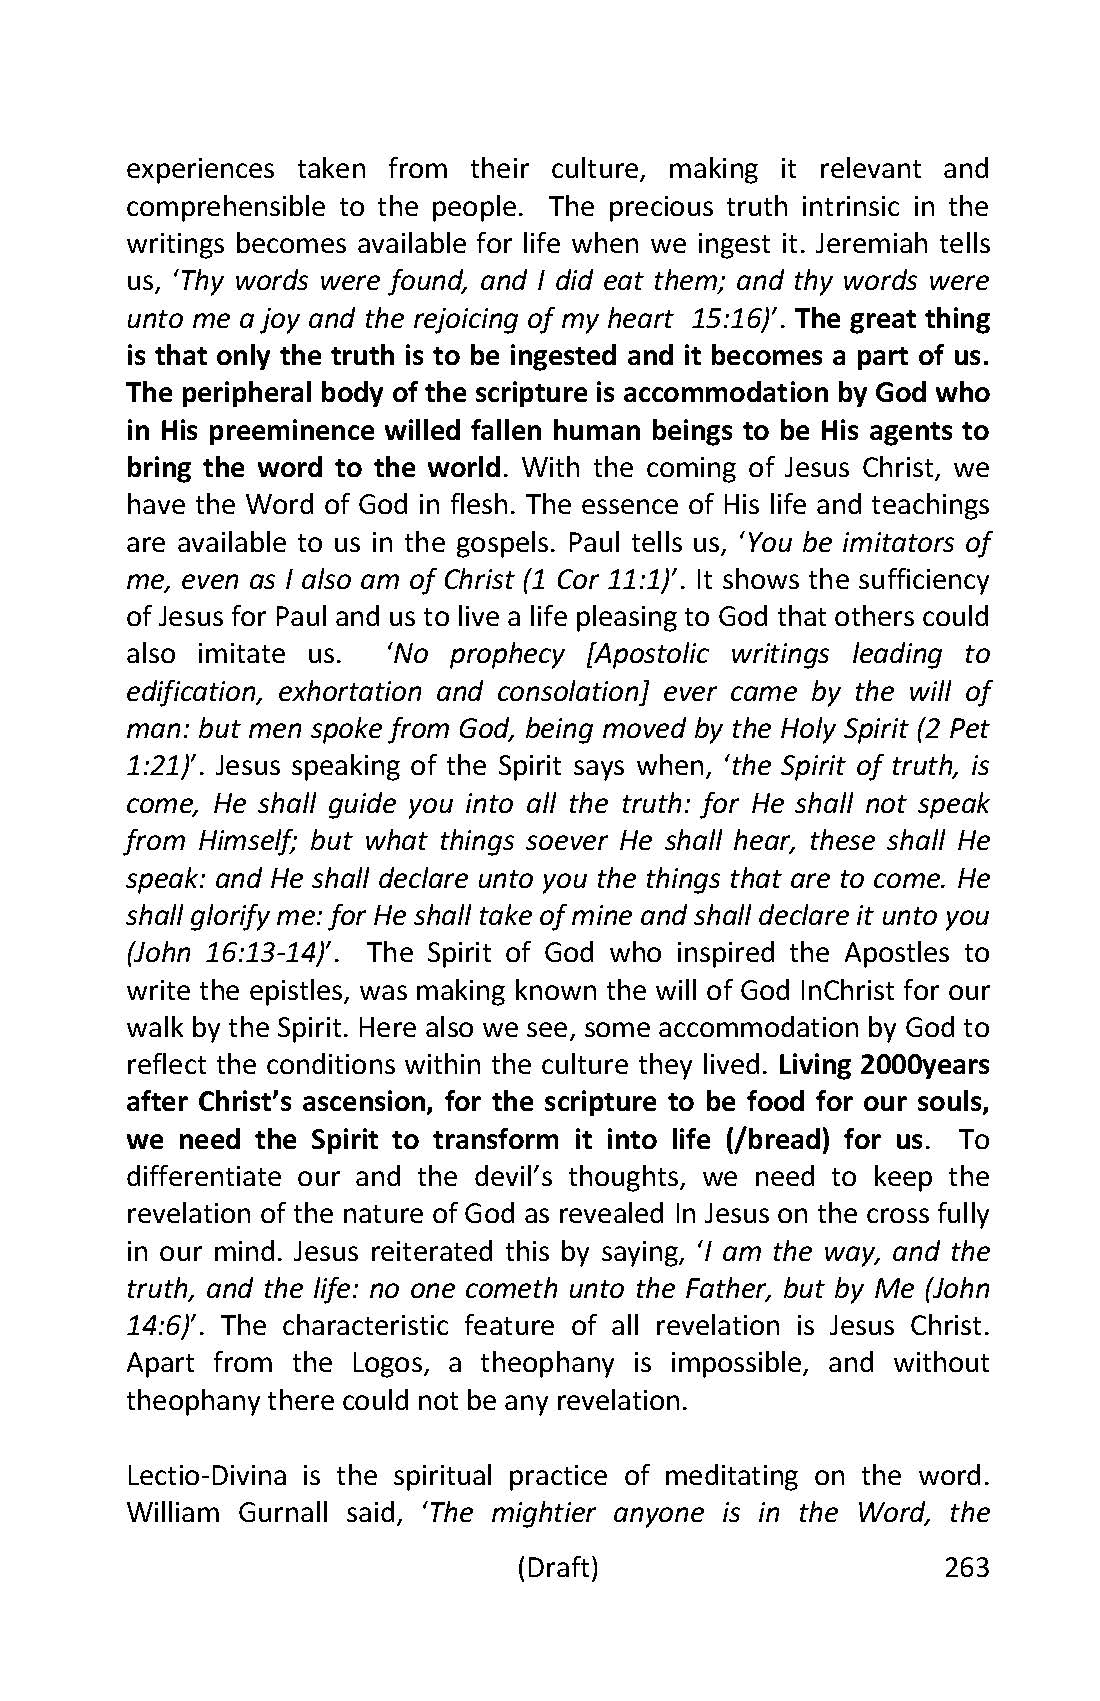 experiences taken from their culture, making it relevant and
comprehensible to the people. The precious truth intrinsic in the
writings becomes available for life when we ingest it. Jeremiah tells
us, ‘Thy words were found, and I did eat them; and thy words were
unto me a joy and the rejoicing of my heart 15:16)’. The great thing
is that only the truth is to be ingested and it becomes a part of us.
The peripheral body of the scripture is accommodation by God who
in His preeminence willed fallen human beings to be His agents to
bring the word to the world. With the coming of Jesus Christ, we
have the Word of God in flesh. The essence of His life and teachings
are available to us in the gospels. Paul tells us, ‘You be imitators of
me, even as I also am of Christ (1 Cor 11:1)’. It shows the sufficiency
of Jesus for Paul and us to live a life pleasing to God that others could
also imitate us. ‘No prophecy [Apostolic writings leading to
edification, exhortation and consolation] ever came by the will of
man: but men spoke from God, being moved by the Holy Spirit (2 Pet
1:21)’. Jesus speaking of the Spirit says when, ‘the Spirit of truth, is
come, He shall guide you into all the truth: for He shall not speak
from Himself; but what things soever He shall hear, these shall He
speak: and He shall declare unto you the things that are to come. He
shall glorify me: for He shall take of mine and shall declare it unto you
(John 16:13-14)’. The Spirit of God who inspired the Apostles to
write the epistles, was making known the will of God InChrist for our
walk by the Spirit. Here also we see, some accommodation by God to
reflect the conditions within the culture they lived. Living 2000years
after Christ’s ascension, for the scripture to be food for our souls,
we need the Spirit to transform it into life (/bread) for us. To
differentiate our and the devil’s thoughts, we need to keep the
revelation of the nature of God as revealed In Jesus on the cross fully
in our mind. Jesus reiterated this by saying, ‘I am the way, and the
truth, and the life: no one cometh unto the Father, but by Me (John
14:6)’. The characteristic feature of all revelation is Jesus Christ.
Apart from the Logos, a theophany is impossible, and without
theophany there could not be any revelation.
Lectio-Divina is the spiritual practice of meditating on the word.
William Gurnall said, ‘The mightier anyone is in the Word, the
(Draft) 263